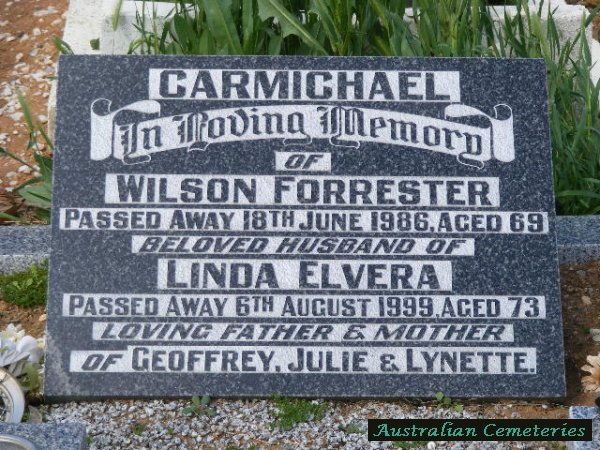 CARMICHAEL
In Loving Memory
OF
WILSON FORRESTER
PASSED AWAY 18TH JUNE 1986, AGED 69
BELOVED HUSBAND OF
LINDA ELVERA
PASSED AWAY 6TH AUGUST 1999, AGED 73
LOVING FATHER & MOTHER
OF GEOFFREY, JULIE & LYNETTE.
Australian Cemeteries